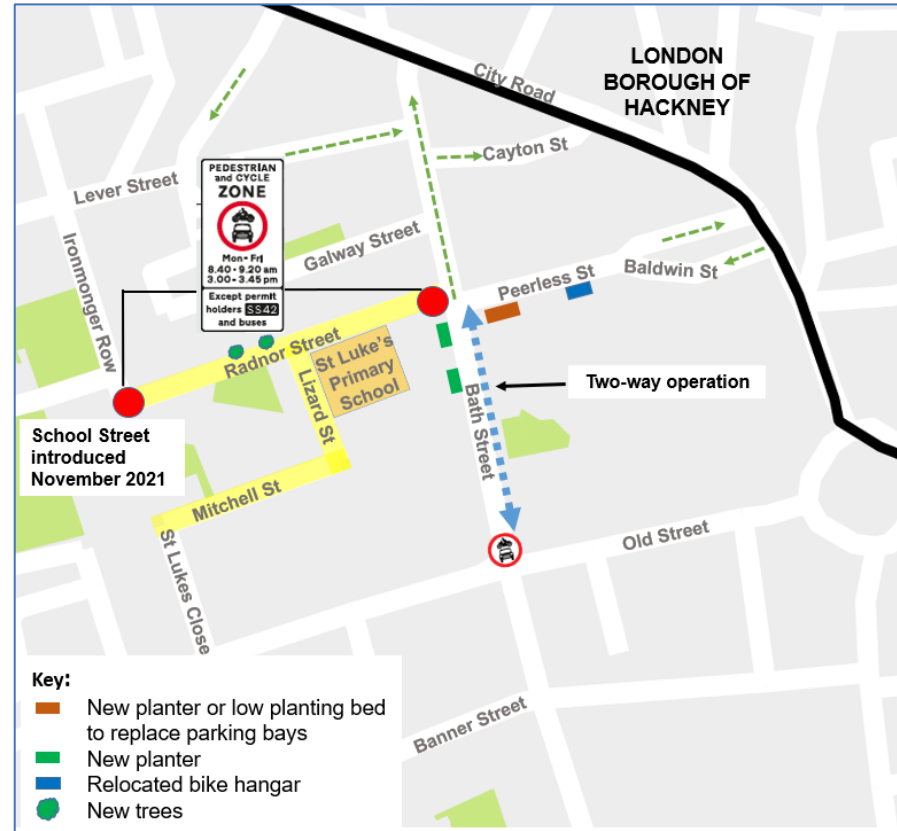 LONDON
BOROUGH OF
HACKNEY
City Road
Cayton St
Lever Street
PEDESTRIAN
and CYCLE
ZONE
Mon - Fri
8.40 - 9.20 am
3.00 - 3.45 pm
Except permit
holders SS42
and buses
Ironmonger Row
Galway Street
Baldwin St
Peerless St
Radnor Street
St Luke's
Primary
School
Lizard St
Bath Street
Two-way operation
School Street
introduced
November 2021
Mitchell St
Old Street
St Lukes Close
Banner Street
Key:
New planter or low planting bed
to replace parking bays
New planter
Relocated bike hangar
New trees